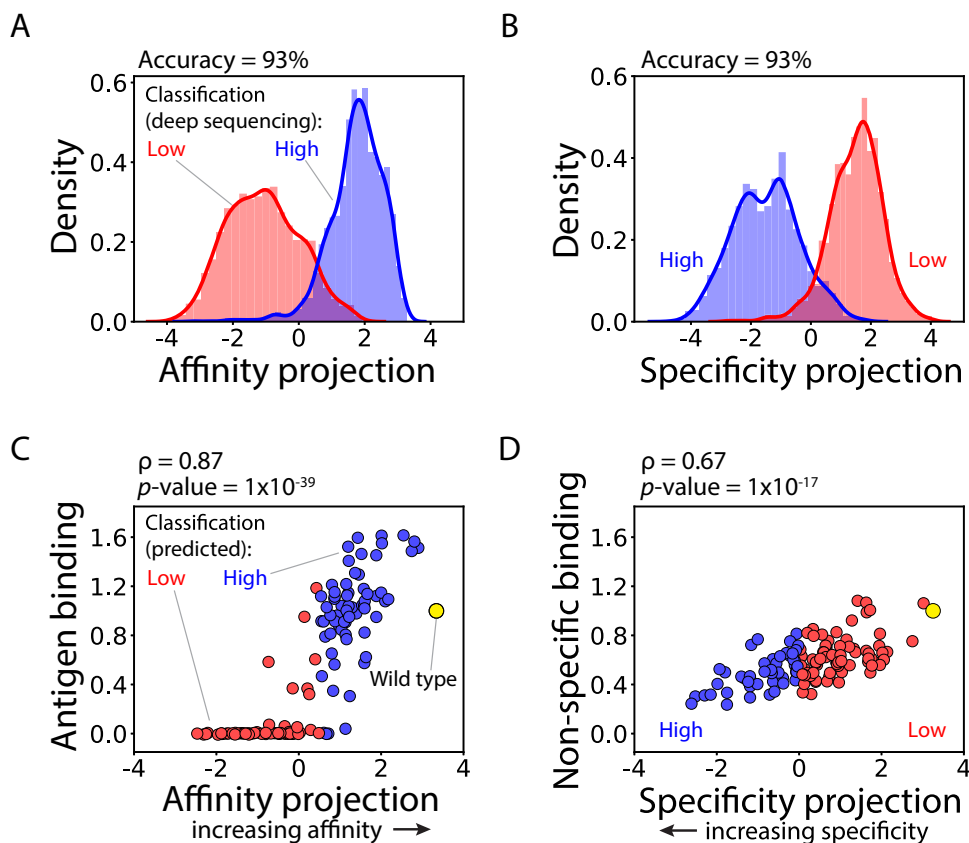 A
Accuracy = 93%
Classification
(deep sequencing):
Low
High
Density
0.6
0.4
0.2
0.0
-4
-2
0
2
4
Affinity projection
B
Accuracy = 93%
High
Low
Density
0.6
0.4
0.2
0.0
-4
-2
0
2
4
Specificity projection
C
ρ = 0.87
p-value = 1x10⁻³⁹
Classification
(predicted):
Low
High
Wild type
Antigen binding
1.6
1.2
0.8
0.4
0.0
-4
-2
0
2
4
Affinity projection
increasing affinity →
D
ρ = 0.67
p-value = 1x10⁻¹⁷
High
Low
Non-specific binding
1.6
1.2
0.8
0.4
0.0
-4
-2
0
2
4
Specificity projection
← increasing specificity